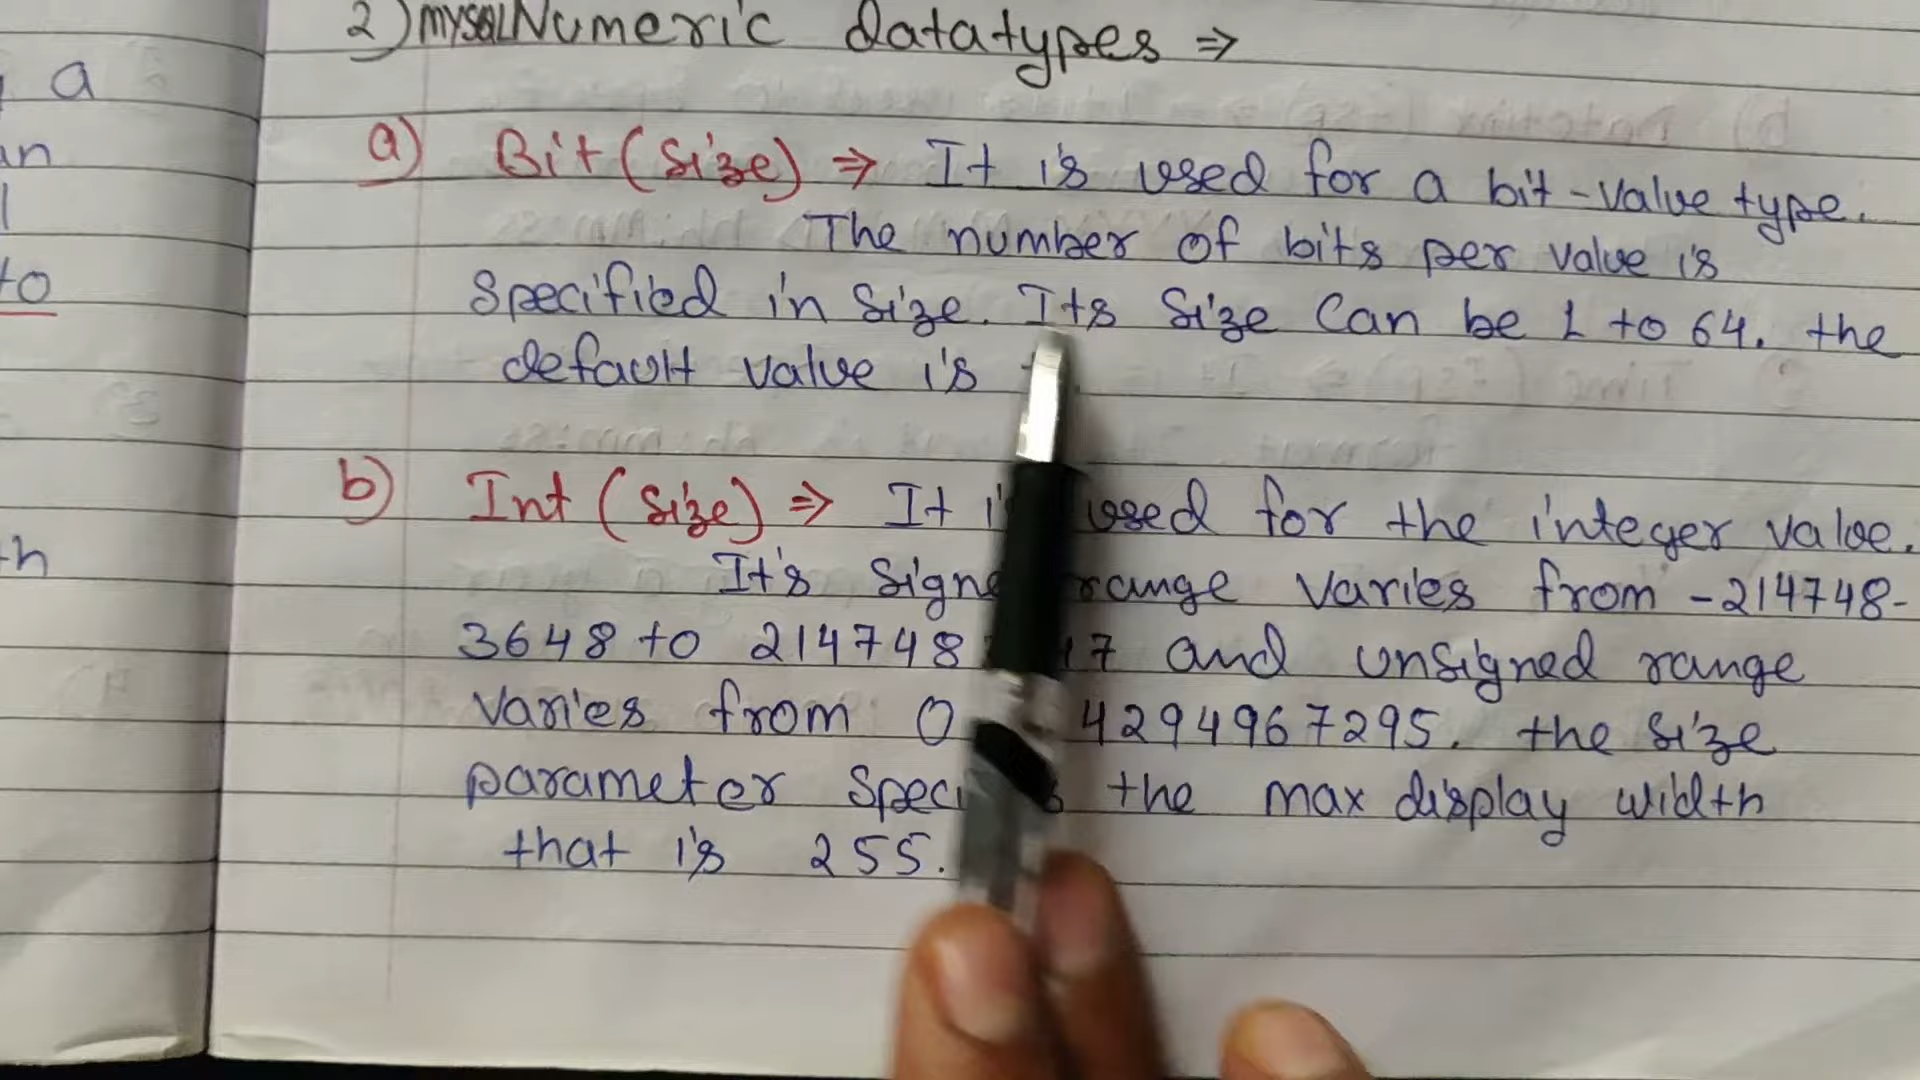 2) mysqlNumeric datatypes ⇒
a
a) Bit (Size) ⇒ It is used for a bit-value type.
an
The number of bits per value is
to
Specified in Size. Its Size Can be 1 to 64. the
default value is
b) Int (Size) ⇒ It used for the integer value.
th
It's range varies from -214748-
3648 to and unsigned range
varies from 0 4294967295. the size
parameter the max display width
that is 255.